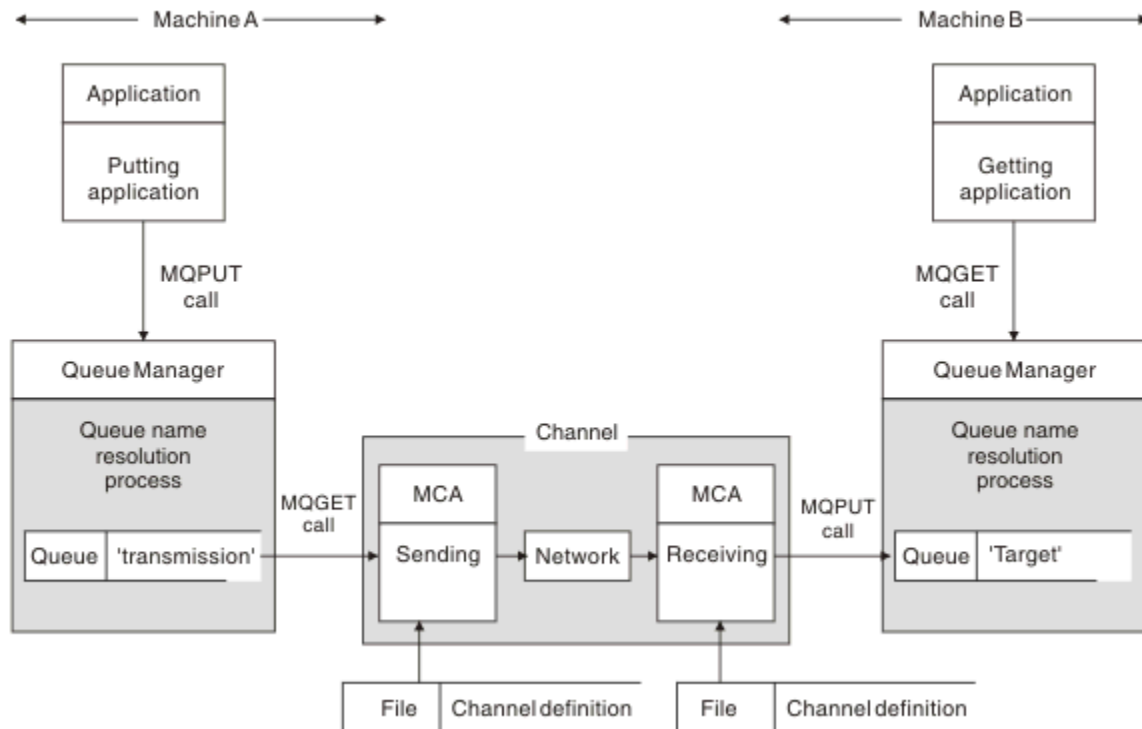 Machine A
Machine B
Application
Putting
application
Application
Getting
application
MQPUT
call
MQGET
call
Queue Manager
Queue name
resolution
process
Queue 'transmission'
MQGET
call
Channel
MCA
Sending
Network
MCA
Receiving
MQPUT
call
Queue Manager
Queue name
resolution
process
Queue 'Target'
File Channel definition
File Channel definition